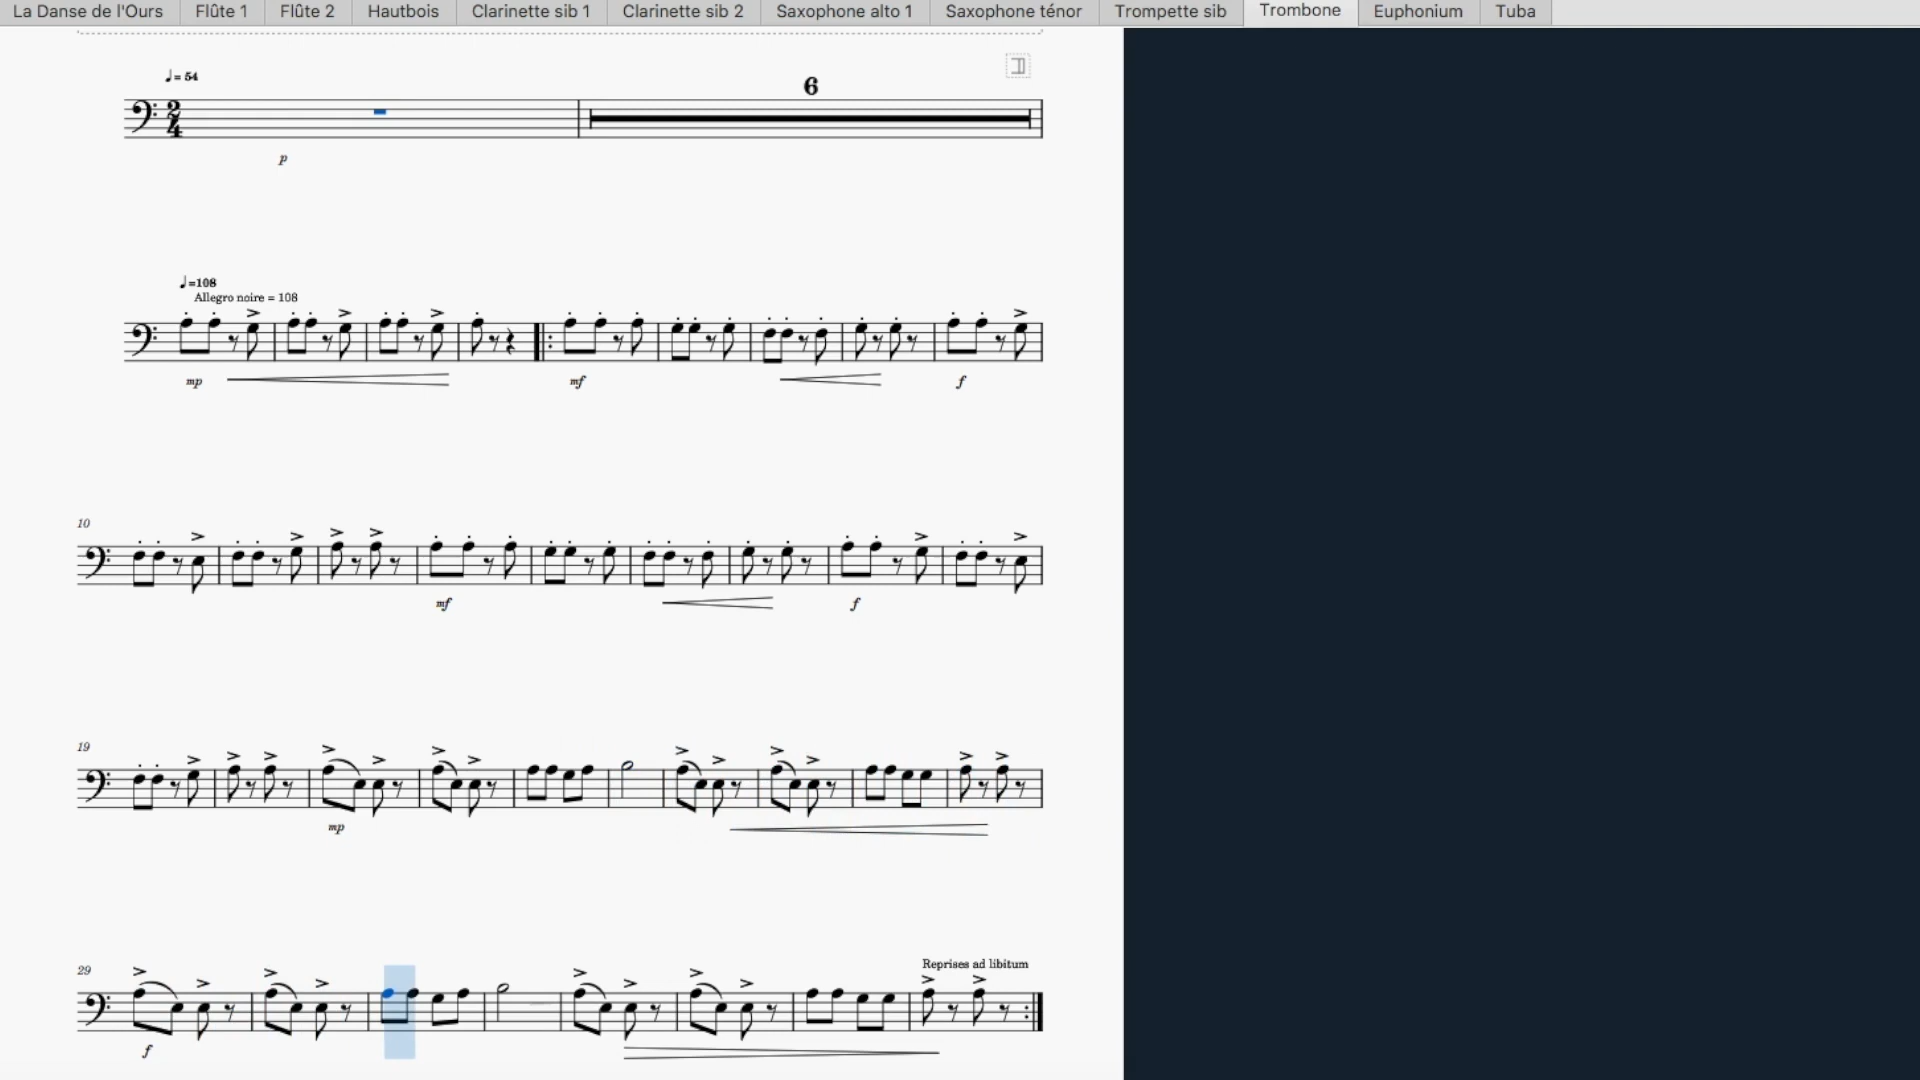 La Danse de l'Ours Flûte 1 Flûte 2 Hautbois Clarinette sib 1 Clarinette sib 2 Saxophone alto 1 Saxophone ténor Trompette sib Trombone Euphonium Tuba
♩= 54
6
2
4
p
♩=108
Allegro noire = 108
mp mf f
10
mf f
19
mp
29
Reprises ad libitum
f